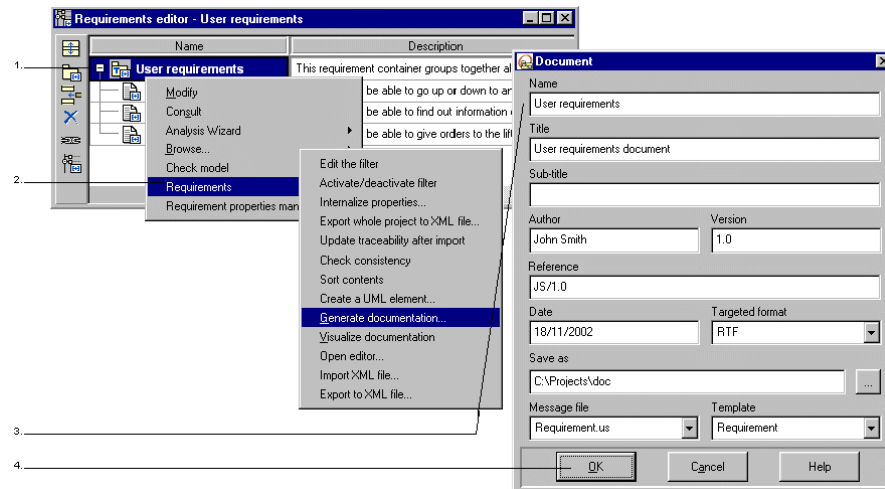 Requirements editor - User requirements
Name
Description
1.
User requirements
This requirement container groups together al
be able to go up or down to ar
be able to find out information
be able to give orders to the lift
Modify
Consult
Analysis Wizard
Browse...
Check model
2.
Requirements
Requirement properties man
Edit the filter
Activate/deactivate filter
Internalize properties...
Export whole project to XML file...
Update traceability after import
Check consistency
Sort contents
Create a UML element...
Generate documentation...
Visualize documentation
Open editor...
Import XML file...
Export to XML file...
Document
Name
User requirements
Title
User requirements document
Sub-title
Author
Version
John Smith
1.0
Reference
JS/1.0
Date
Targeted format
18/11/2002
RTF
Save as
C:\Projects\doc
...
Message file
Template
Requirement.us
Requirement
3.
4.
OK
Cancel
Help